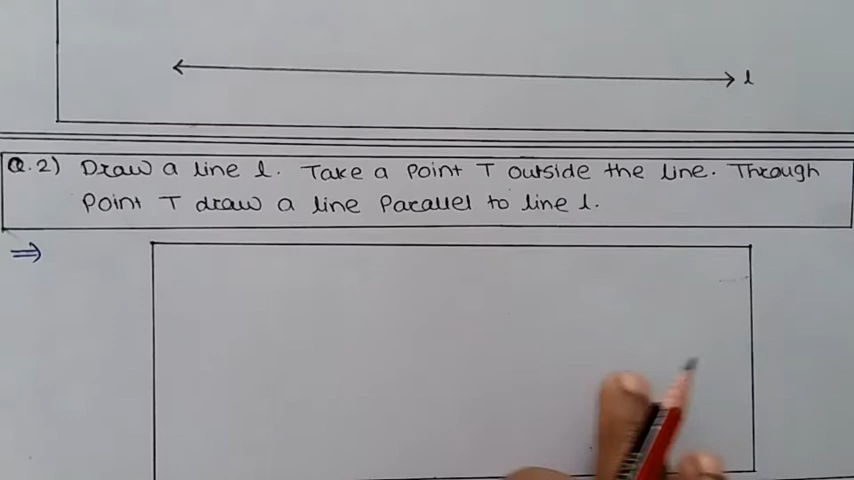 l
Q.2) Draw a line l. Take a point T outside the line. Through
point T draw a line parallel to line l.